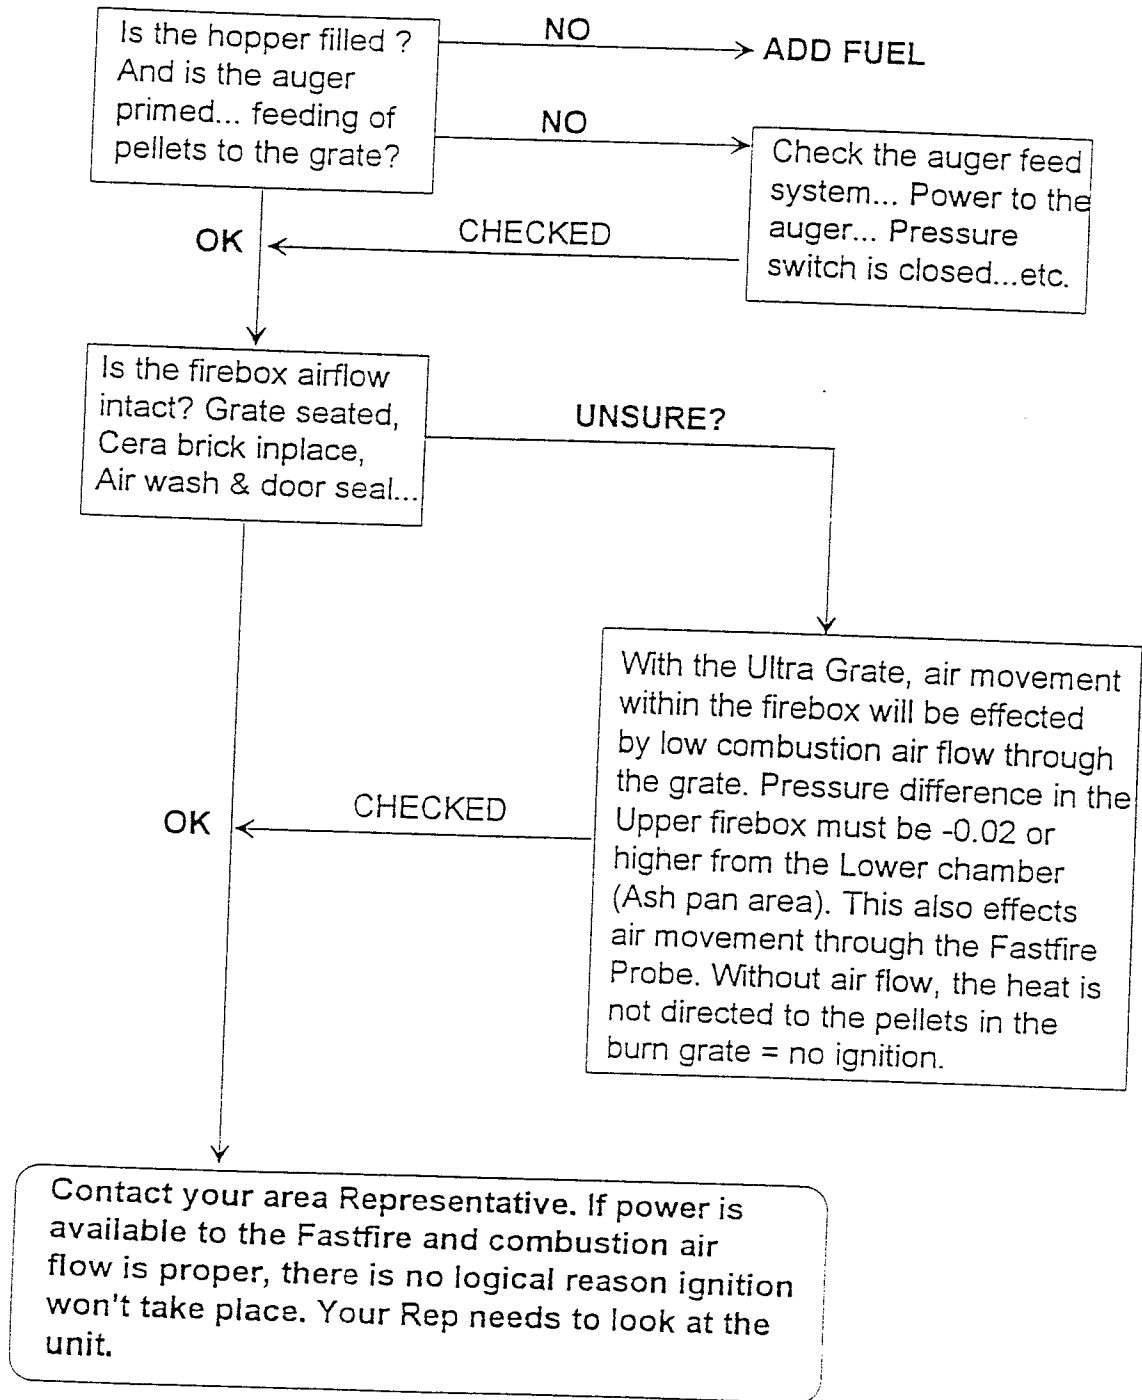 Is the hopper filled ?
And is the auger
primed... feeding of
pellets to the grate?
NO
ADD FUEL
NO
Check the auger feed
system... Power to the
auger... Pressure
switch is closed...etc.
OK
CHECKED
Is the firebox airflow
intact? Grate seated,
Cera brick inplace,
Air wash & door seal...
UNSURE?
With the Ultra Grate, air movement
within the firebox will be effected
by low combustion air flow through
the grate. Pressure difference in the
Upper firebox must be -0.02 or
higher from the Lower chamber
(Ash pan area). This also effects
air movement through the Fastfire
Probe. Without air flow, the heat is
not directed to the pellets in the
burn grate = no ignition.
OK
CHECKED
Contact your area Representative. If power is
available to the Fastfire and combustion air
flow is proper, there is no logical reason ignition
won't take place. Your Rep needs to look at the
unit.